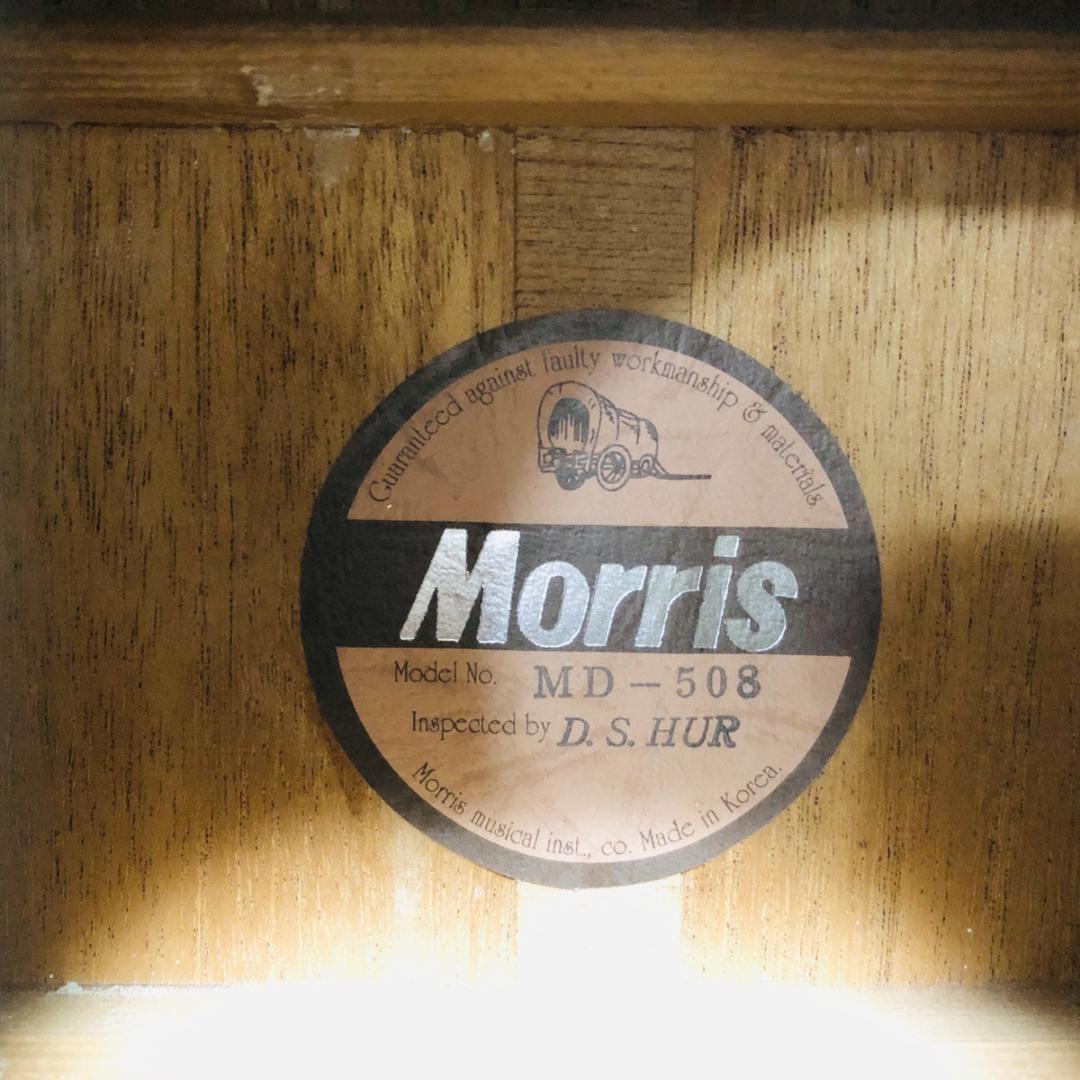 Guaranteed against faulty workmanship & materials.
Morris
Model No. MD-508
Inspected by D. S. HUR
Morris musical inst., co. Made in Korea.